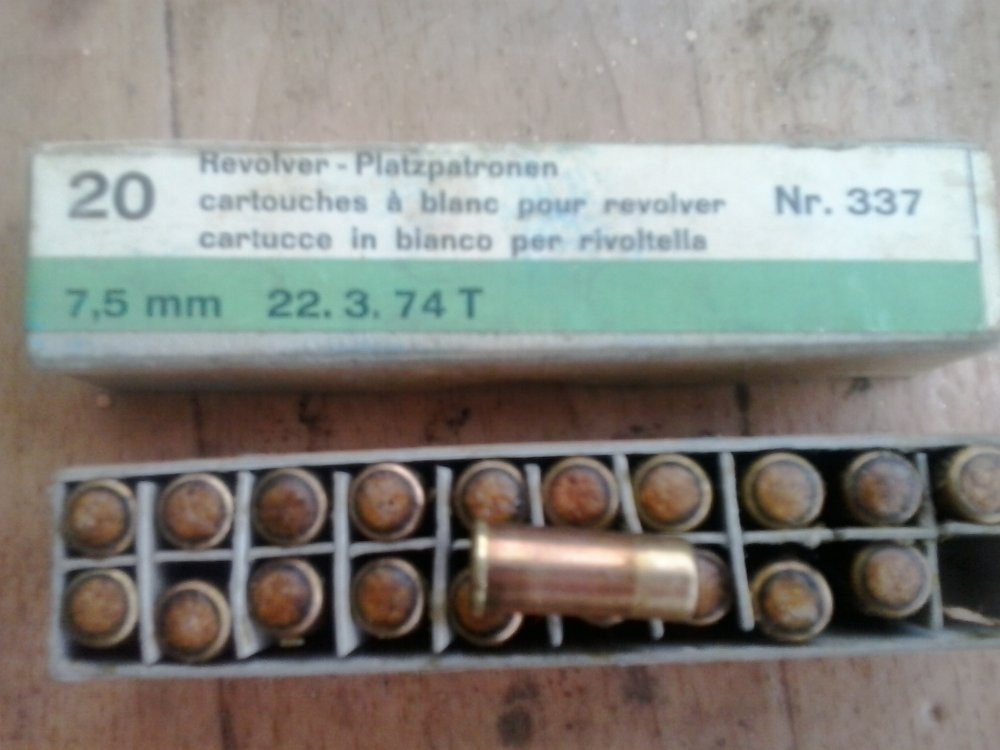 20
Revolver - Platzpatronen
cartouches à blanc pour revolver
cartucce in bianco per rivoltella
Nr. 337
7,5 mm 22. 3. 74 T